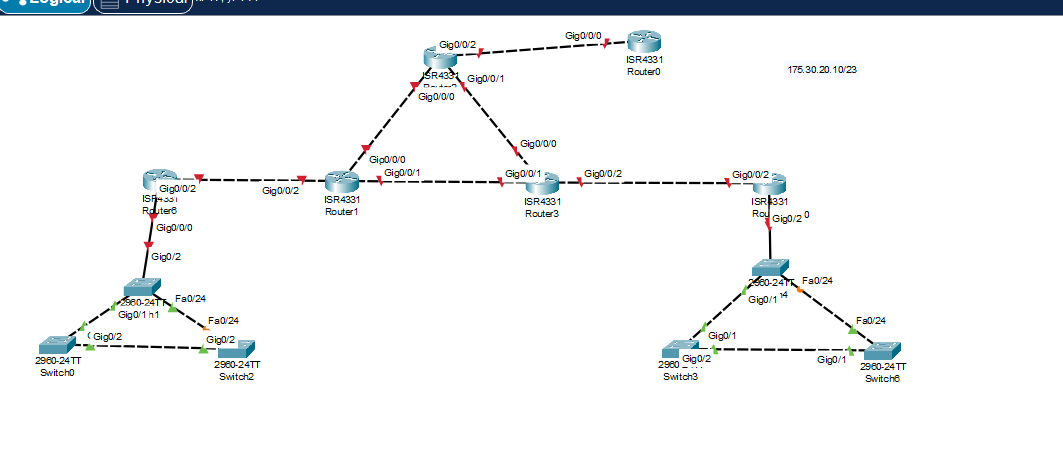 Logical
Physical
Gig0/0/2
Gig0/0/0
ISR4331
Router0
175.30.20.10/23
ISR4331
Gig0/0/1
Gig0/0/0
Gig0/0/0
Gig0/0/0
Gig0/0/1
Gig0/0/1
Gig0/0/2
Gig0/0/2
Gig0/0/2
Gig0/0/2
ISR4331
Router6
ISR4331
Router1
ISR4331
Router3
ISR4331
Gig0/0/0
Gig0/2
Gig0/2
2960-24TT
Fa0/24
Gig0/1
Fa0/24
Gig0/2
Gig0/2
2960-24TT
Switch0
2960-24TT
Switch2
2960-24TT
Fa0/24
Gig0/1
Fa0/24
Gig0/1
Gig0/2
Gig0/1
2960
Switch3
2960-24TT
Switch6